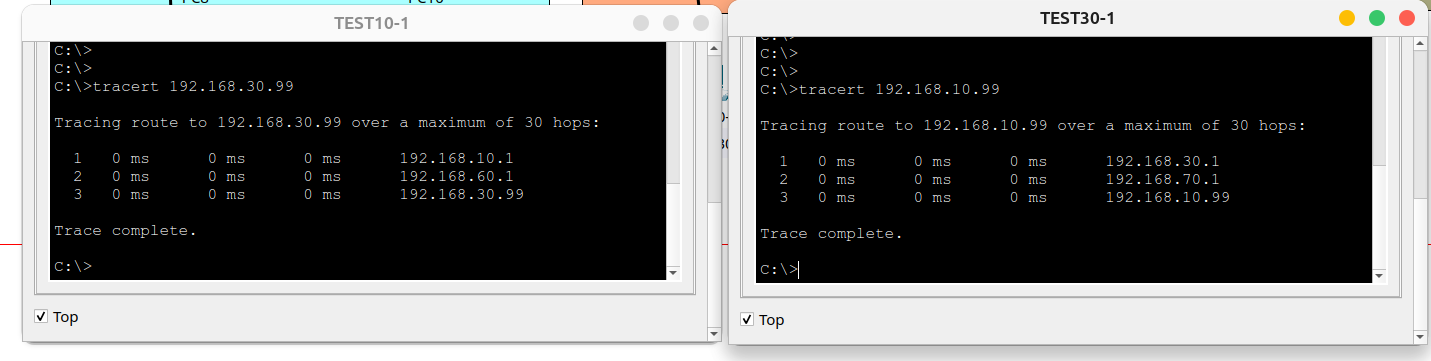 TEST10-1
C:\>
C:\>
C:\>tracert 192.168.30.99
Tracing route to 192.168.30.99 over a maximum of 30 hops:
1 0 ms 0 ms 0 ms 192.168.10.1
2 0 ms 0 ms 0 ms 192.168.60.1
3 0 ms 0 ms 0 ms 192.168.30.99
Trace complete.
C:\>
Top
TEST30-1
C:\>
C:\>
C:\>tracert 192.168.10.99
Tracing route to 192.168.10.99 over a maximum of 30 hops:
1 0 ms 0 ms 0 ms 192.168.30.1
2 0 ms 0 ms 0 ms 192.168.70.1
3 0 ms 0 ms 0 ms 192.168.10.99
Trace complete.
C:\>
Top